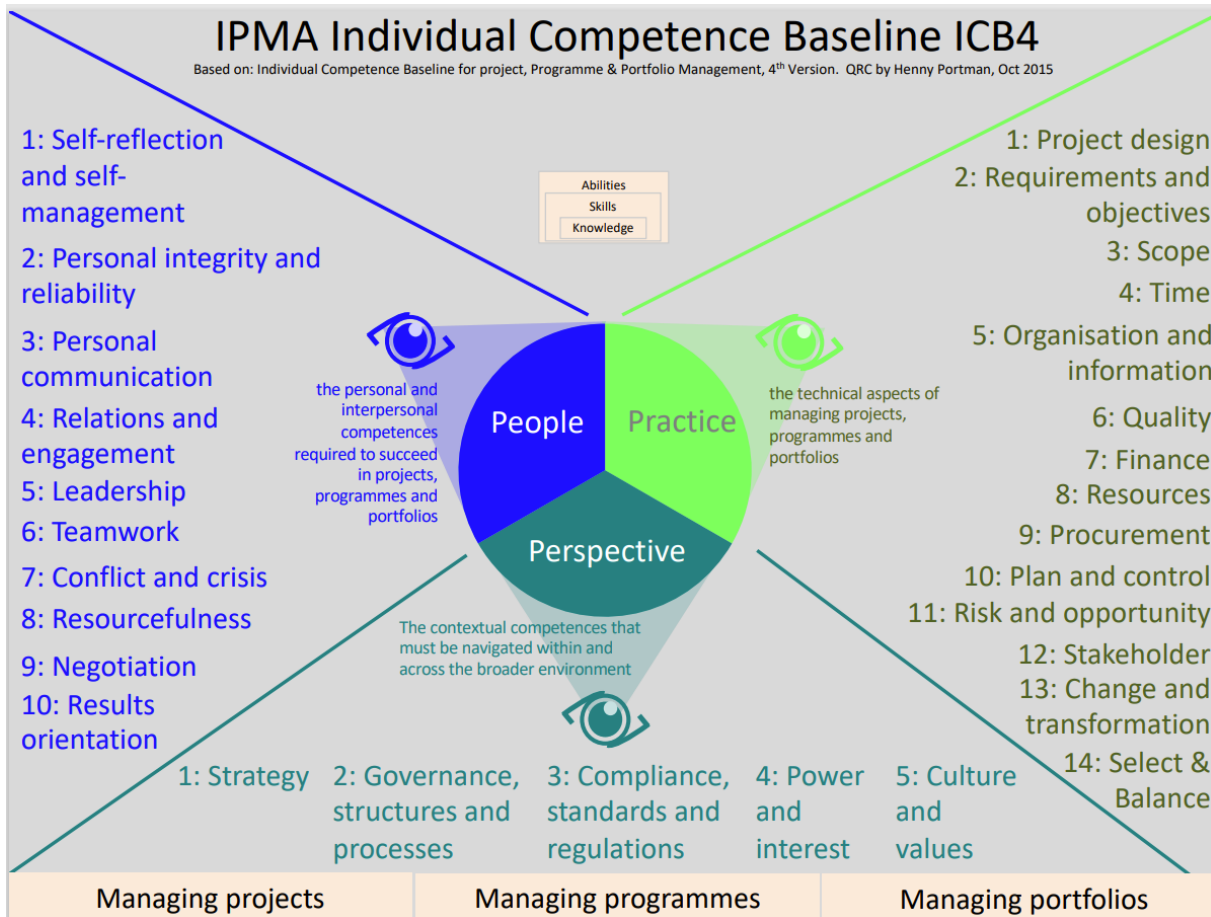 IPMA Individual Competence Baseline ICB4
Based on: Individual Competence Baseline for project, Programme & Portfolio Management, 4th Version. QRC by Henny Portman, Oct 2015
1: Self-reflection
and self-
management
2: Personal integrity and
reliability
3: Personal
communication
4: Relations and
engagement
5: Leadership
6: Teamwork
7: Conflict and crisis
8: Resourcefulness
9: Negotiation
10: Results
orientation
Abilities
Skills
Knowledge
the personal and
interpersonal
competences
required to succeed
in projects,
programmes and
portfolios
People
Practice
Perspective
the technical aspects of
managing projects,
programmes and
portfolios
The contextual competences that
must be navigated within and
across the broader environment
1: Project design
2: Requirements and
objectives
3: Scope
4: Time
5: Organisation and
information
6: Quality
7: Finance
8: Resources
9: Procurement
10: Plan and control
11: Risk and opportunity
12: Stakeholder
13: Change and
transformation
14: Select &
Balance
1: Strategy
2: Governance,
structures and
processes
3: Compliance,
standards and
regulations
4: Power
and
interest
5: Culture
and
values
Managing projects
Managing programmes
Managing portfolios